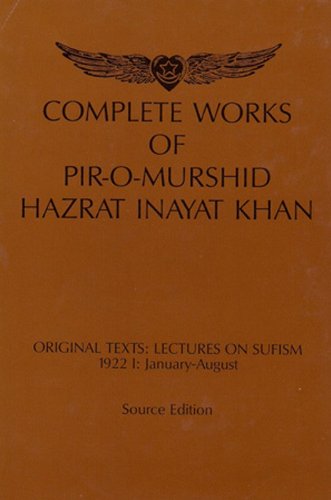 COMPLETE WORKS
OF
PIR-O-MURSHID
HAZRAT INAYAT KHAN
ORIGINAL TEXTS: LECTURES ON SUFISM
1922 I: January-August
Source Edition